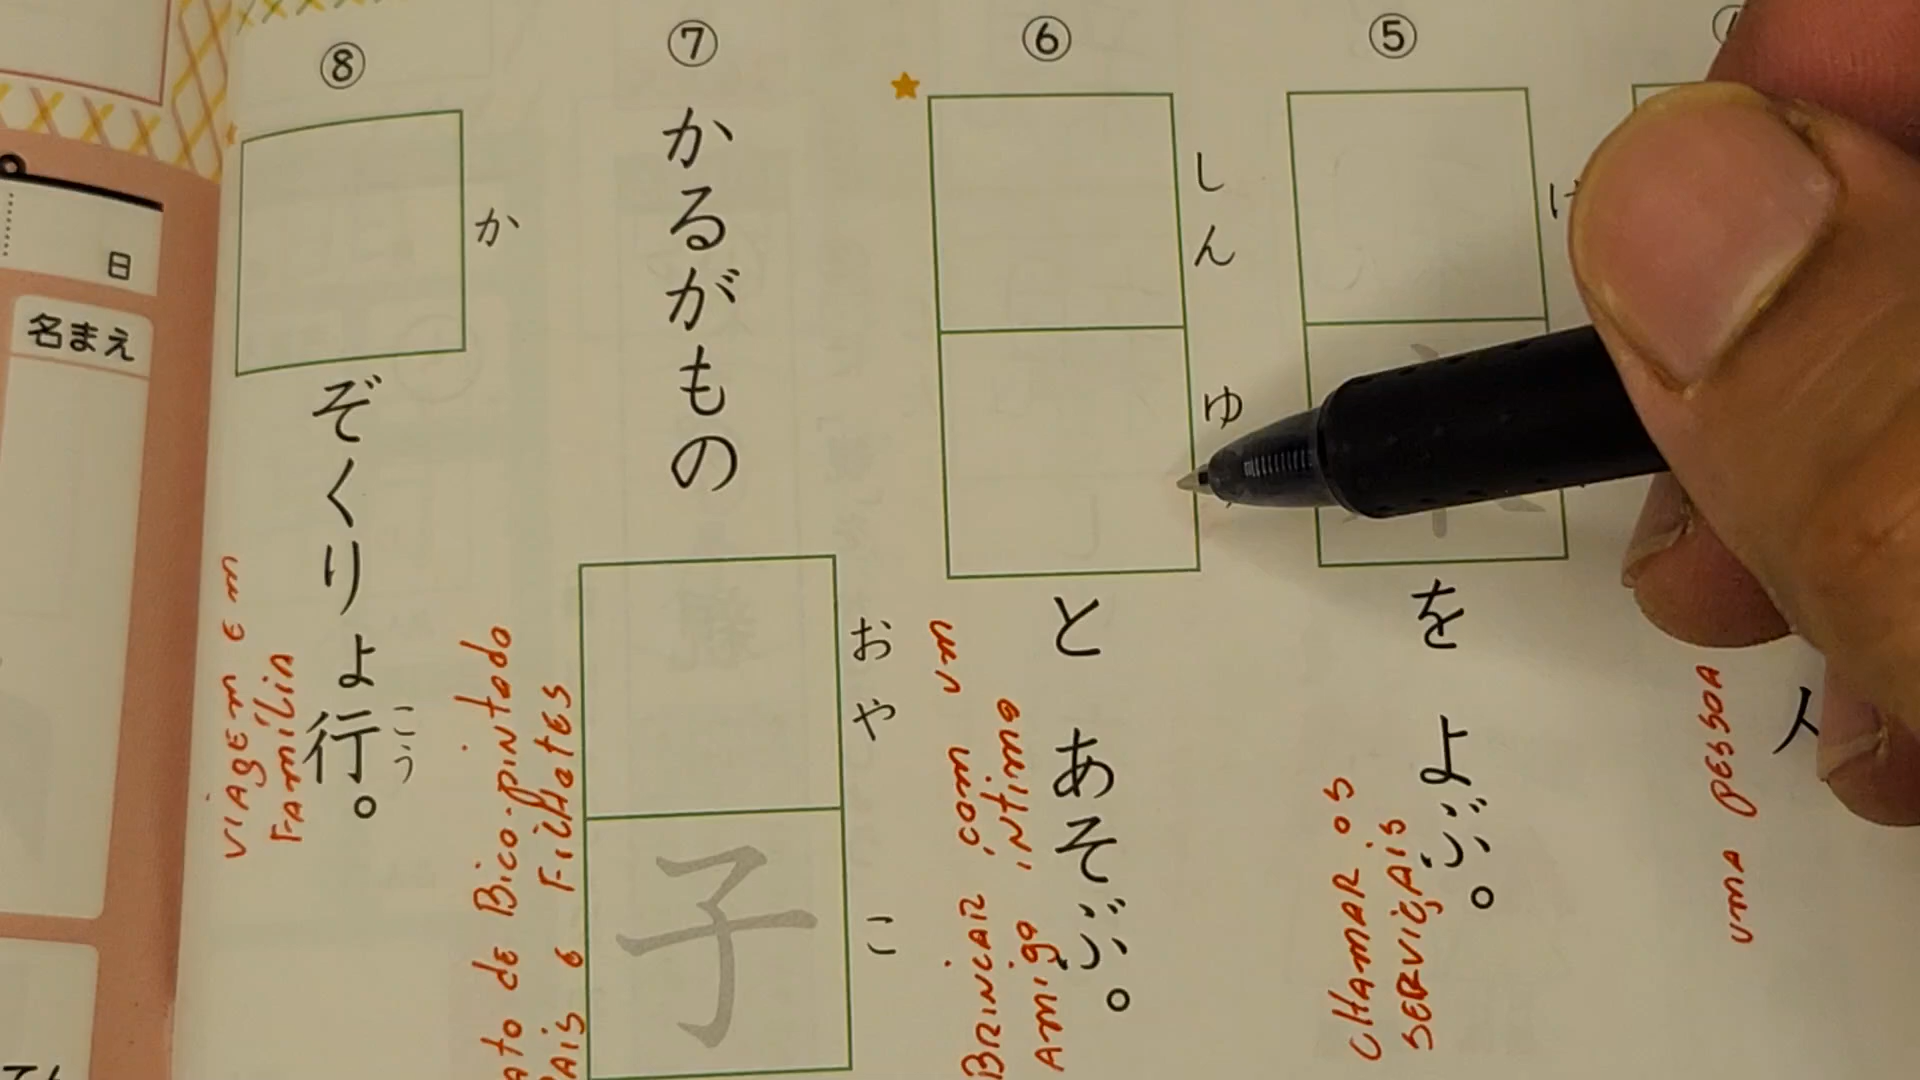 ⑤
を よぶ。
CHAMAR OS
SERVIÇAIS
人
UMA PESSOA
⑥
しん
ゆ
と あそぶ。
BRINCAR COM UM
AMIGO INTIMO
⑦
かるがもの
おや
こ
子
ATO DE BICO-PINTADO
PAIS E FILHOTES
⑧
か
ぞくりょ行。
こう
VIAGEM EM
FAMÍLIA
日
名まえ